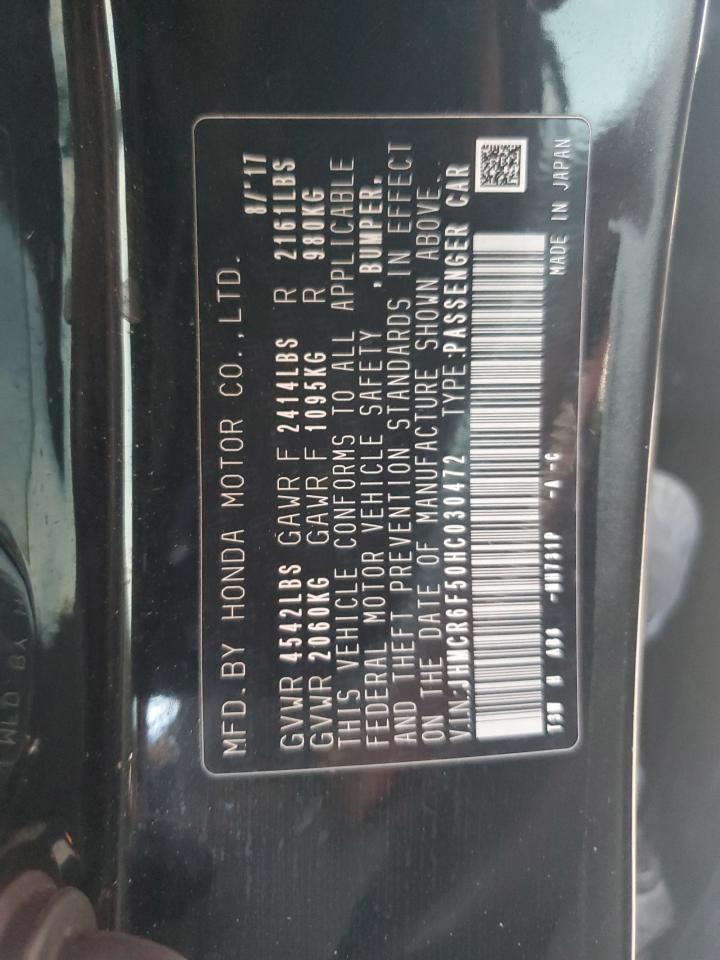 MFD.BY HONDA MOTOR CO.,LTD. 8/'17
GVWR 4542LBS GAWR F 2414LBS R 2161LBS
GVWR 2060KG GAWR F 1095KG R 980KG
THIS VEHICLE CONFORMS TO ALL APPLICABLE
FEDERAL MOTOR VEHICLE SAFETY ,BUMPER,
AND THEFT PREVENTION STANDARDS IN EFFECT
ON THE DATE OF MANUFACTURE SHOWN ABOVE.
VIN:JHMCR6F50HC030472 TYPE:PASSENGER CAR
-A-C MADE IN JAPAN
WLD BX